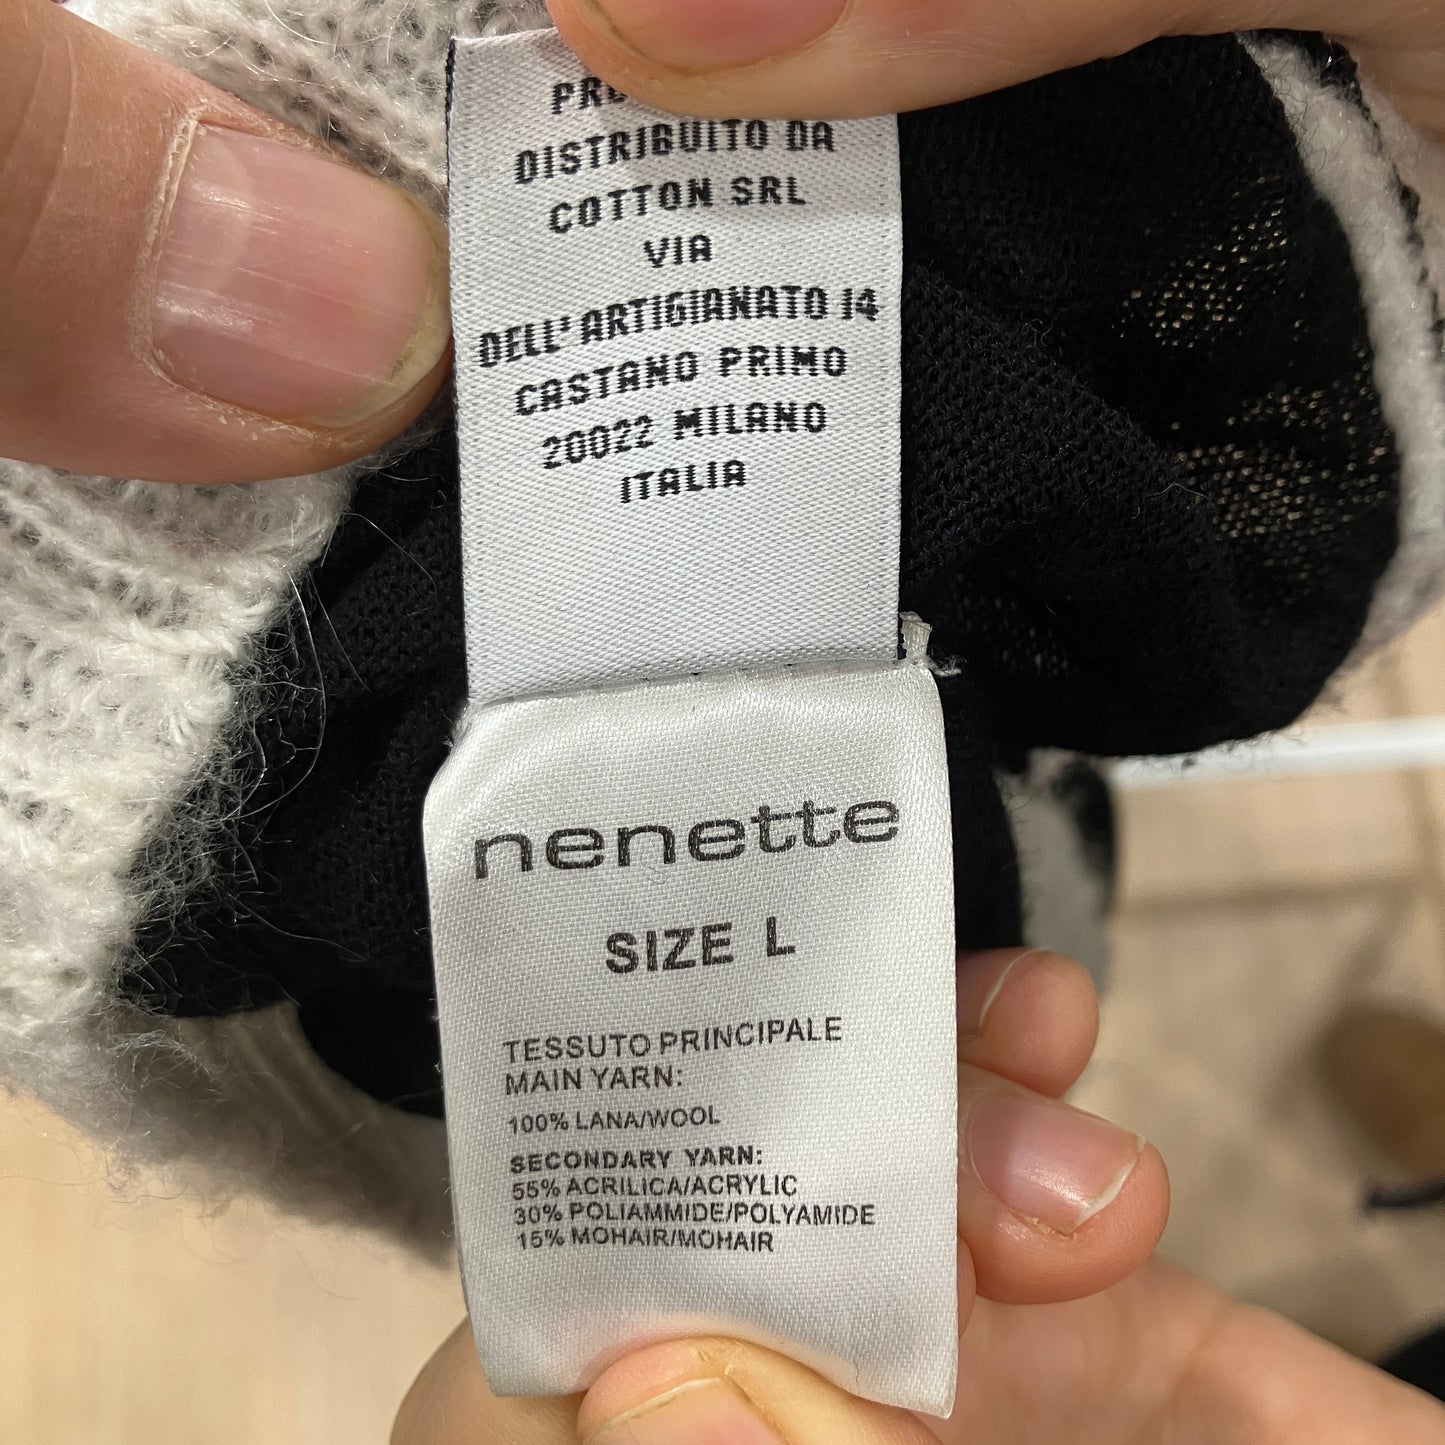 DISTRIBUITO DA
COTTON SRL
VIA
DELL'ARTIGIANATO 14
CASTANO PRIMO
20022 MILANO
ITALIA
nenette
SIZE L
TESSUTO PRINCIPALE
MAIN YARN:
100% LANA/WOOL
SECONDARY YARN:
55% ACRILICA/ACRYLIC
30% POLIAMMIDE/POLYAMIDE
15% MOHAIR/MOHAIR